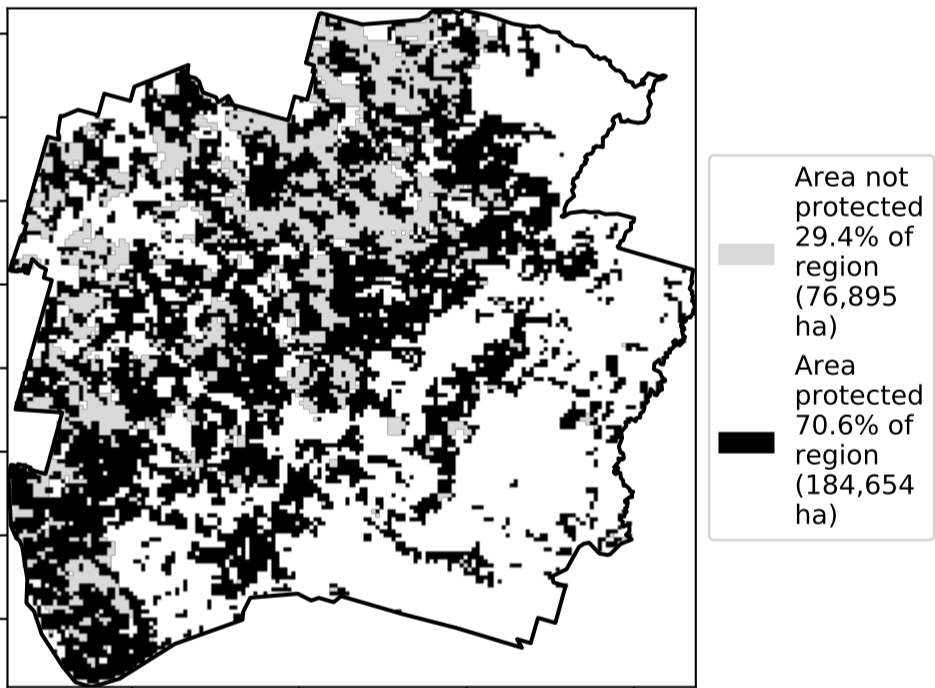 Area not
protected
29.4% of
region
(76,895
ha)
Area
protected
70.6% of
region
(184,654
ha)